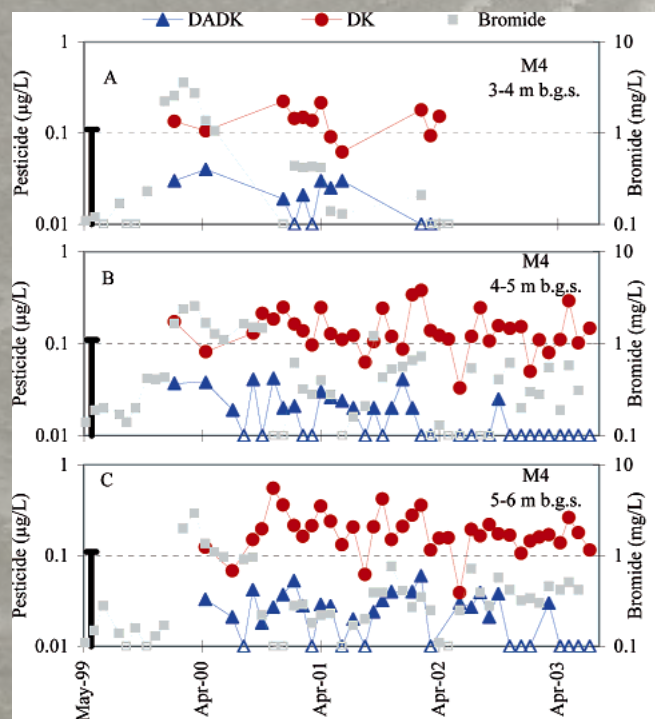 DADK DK Bromide
1 10
A M4
3-4 m b.g.s.
Pesticide (µg/L) Bromide (mg/L)
0.1 1
0.01 0.1
1 10
B M4
4-5 m b.g.s.
Pesticide (µg/L) Bromide (mg/L)
0.1 1
0.01 0.1
1 10
C M4
5-6 m b.g.s.
Pesticide (µg/L) Bromide (mg/L)
0.1 1
0.01 0.1
May-99 Apr-00 Apr-01 Apr-02 Apr-03